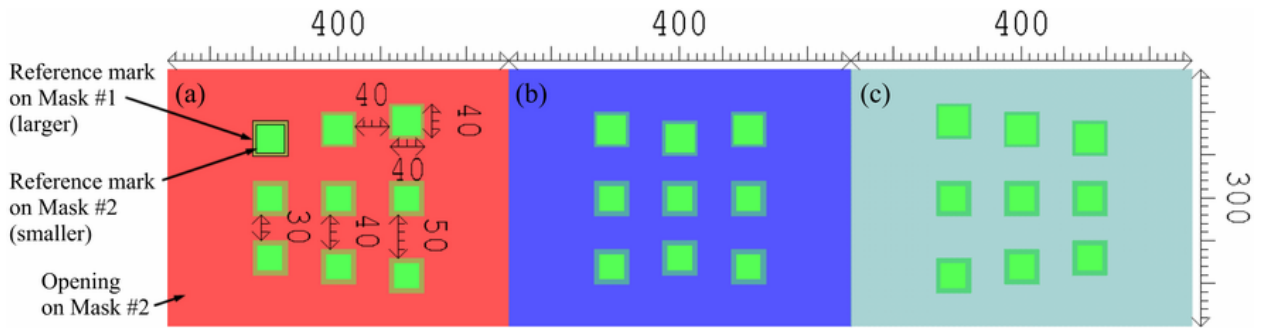 400 400 400
Reference mark
on Mask #1
(larger)
Reference mark
on Mask #2
(smaller)
Opening
on Mask #2
(a)
40
40
40
30
40
50
(b)
(c)
300